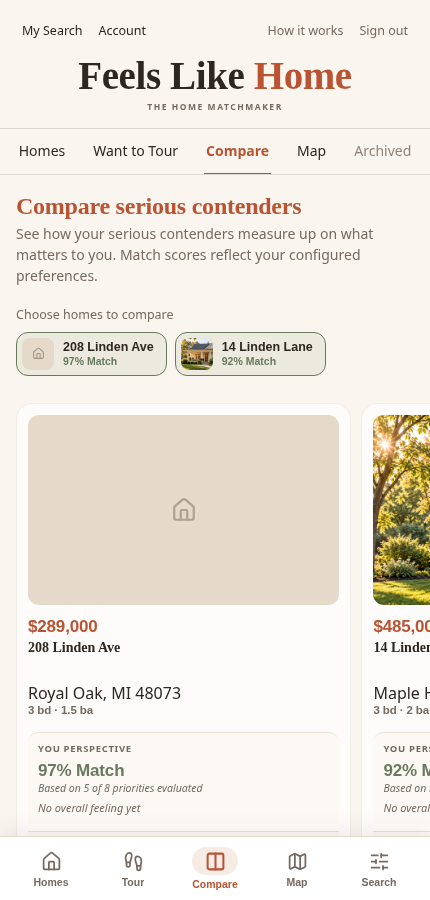 My Search Account How it works Sign out
Feels Like Home
THE HOME MATCHMAKER
Homes Want to Tour Compare Map Archived
Compare serious contenders
See how your serious contenders measure up on what
matters to you. Match scores reflect your configured
preferences.
Choose homes to compare
208 Linden Ave
97% Match
14 Linden Lane
92% Match
$289,000
208 Linden Ave
Royal Oak, MI 48073
3 bd · 1.5 ba
YOU PERSPECTIVE
97% Match
Based on 5 of 8 priorities evaluated
No overall feeling yet
$485,00
14 Linden
Maple H
3 bd · 2 ba
YOU PERS
92% M
Based on
No overal
Homes Tour Compare Map Search